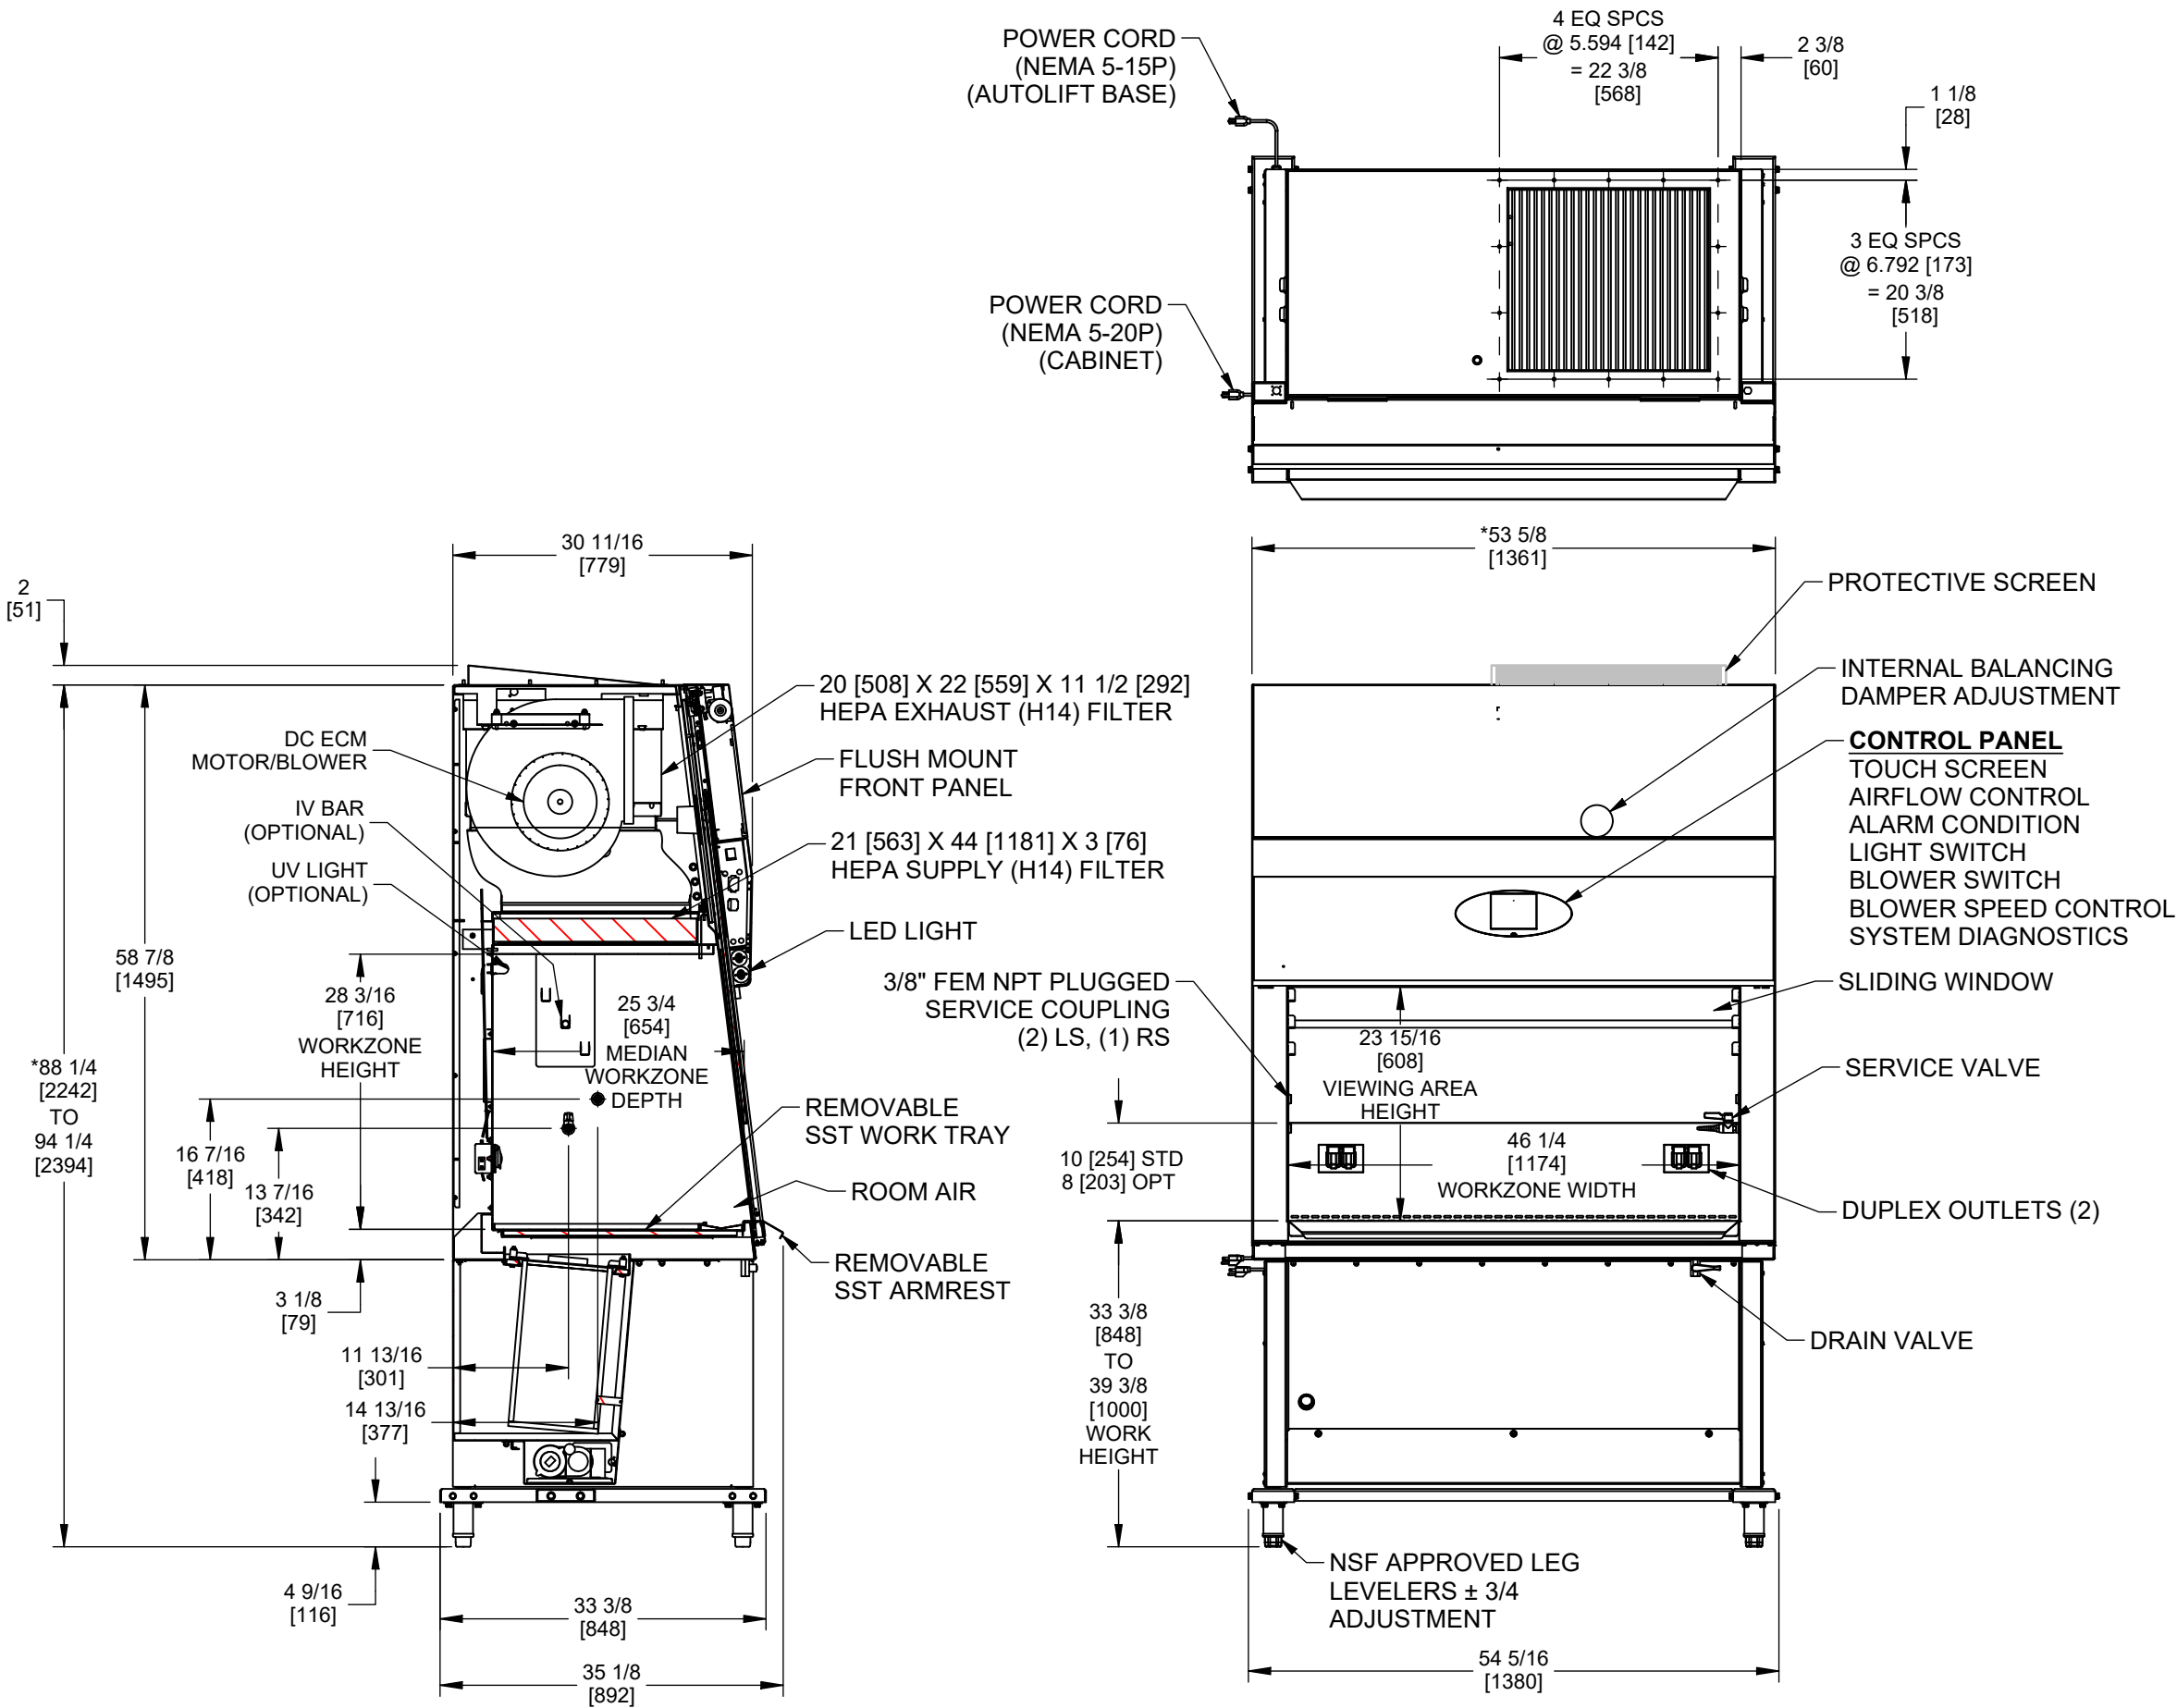 POWER CORD
(NEMA 5-15P)
(AUTOLIFT BASE)
4 EQ SPCS
@ 5.594 [142]
= 22 3/8
[568]
2 3/8
[60]
1 1/8
[28]
3 EQ SPCS
@ 6.792 [173]
= 20 3/8
[518]
POWER CORD
(NEMA 5-20P)
(CABINET)
30 11/16
[779]
2
[51]
20 [508] X 22 [559] X 11 1/2 [292]
HEPA EXHAUST (H14) FILTER
DC ECM
MOTOR/BLOWER
FLUSH MOUNT
FRONT PANEL
IV BAR
(OPTIONAL)
21 [563] X 44 [1181] X 3 [76]
HEPA SUPPLY (H14) FILTER
UV LIGHT
(OPTIONAL)
LED LIGHT
58 7/8
[1495]
28 3/16
[716]
WORKZONE
HEIGHT
25 3/4
[654]
MEDIAN
WORKZONE
DEPTH
*88 1/4
[2242]
TO
94 1/4
[2394]
16 7/16
[418]
13 7/16
[342]
REMOVABLE
SST WORK TRAY
ROOM AIR
REMOVABLE
SST ARMREST
3 1/8
[79]
11 13/16
[301]
14 13/16
[377]
4 9/16
[116]
33 3/8
[848]
35 1/8
[892]
*53 5/8
[1361]
PROTECTIVE SCREEN
INTERNAL BALANCING
DAMPER ADJUSTMENT
CONTROL PANEL
TOUCH SCREEN
AIRFLOW CONTROL
ALARM CONDITION
LIGHT SWITCH
BLOWER SWITCH
BLOWER SPEED CONTROL
SYSTEM DIAGNOSTICS
3/8" FEM NPT PLUGGED
SERVICE COUPLING
(2) LS, (1) RS
SLIDING WINDOW
23 15/16
[608]
VIEWING AREA
HEIGHT
SERVICE VALVE
10 [254] STD
8 [203] OPT
46 1/4
[1174]
WORKZONE WIDTH
DUPLEX OUTLETS (2)
33 3/8
[848]
TO
39 3/8
[1000]
WORK
HEIGHT
DRAIN VALVE
NSF APPROVED LEG
LEVELERS ± 3/4
ADJUSTMENT
54 5/16
[1380]